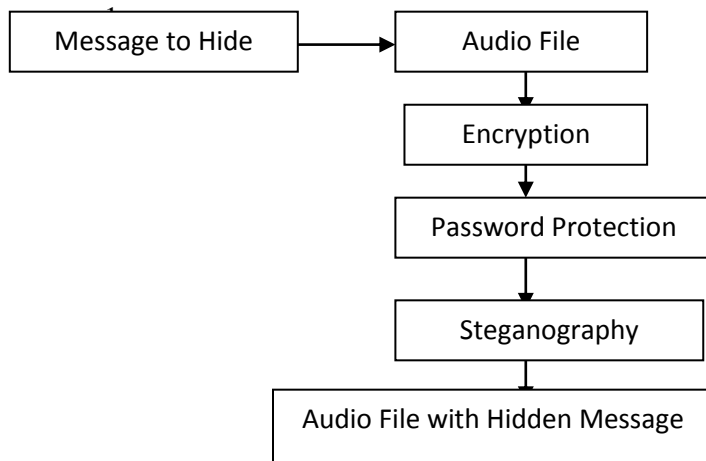 Message to Hide
Audio File
Encryption
Password Protection
Steganography
Audio File with Hidden Message